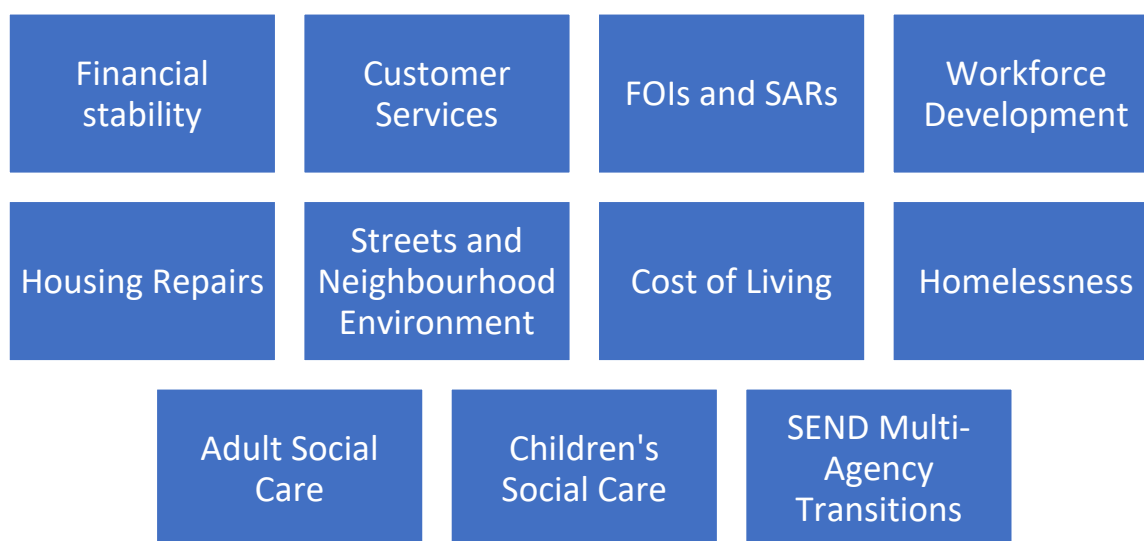 Financial
stability
Customer
Services
FOIs and SARs
Workforce
Development
Housing Repairs
Streets and
Neighbourhood
Environment
Cost of Living
Homelessness
Adult Social
Care
Children's
Social Care
SEND Multi-
Agency
Transitions